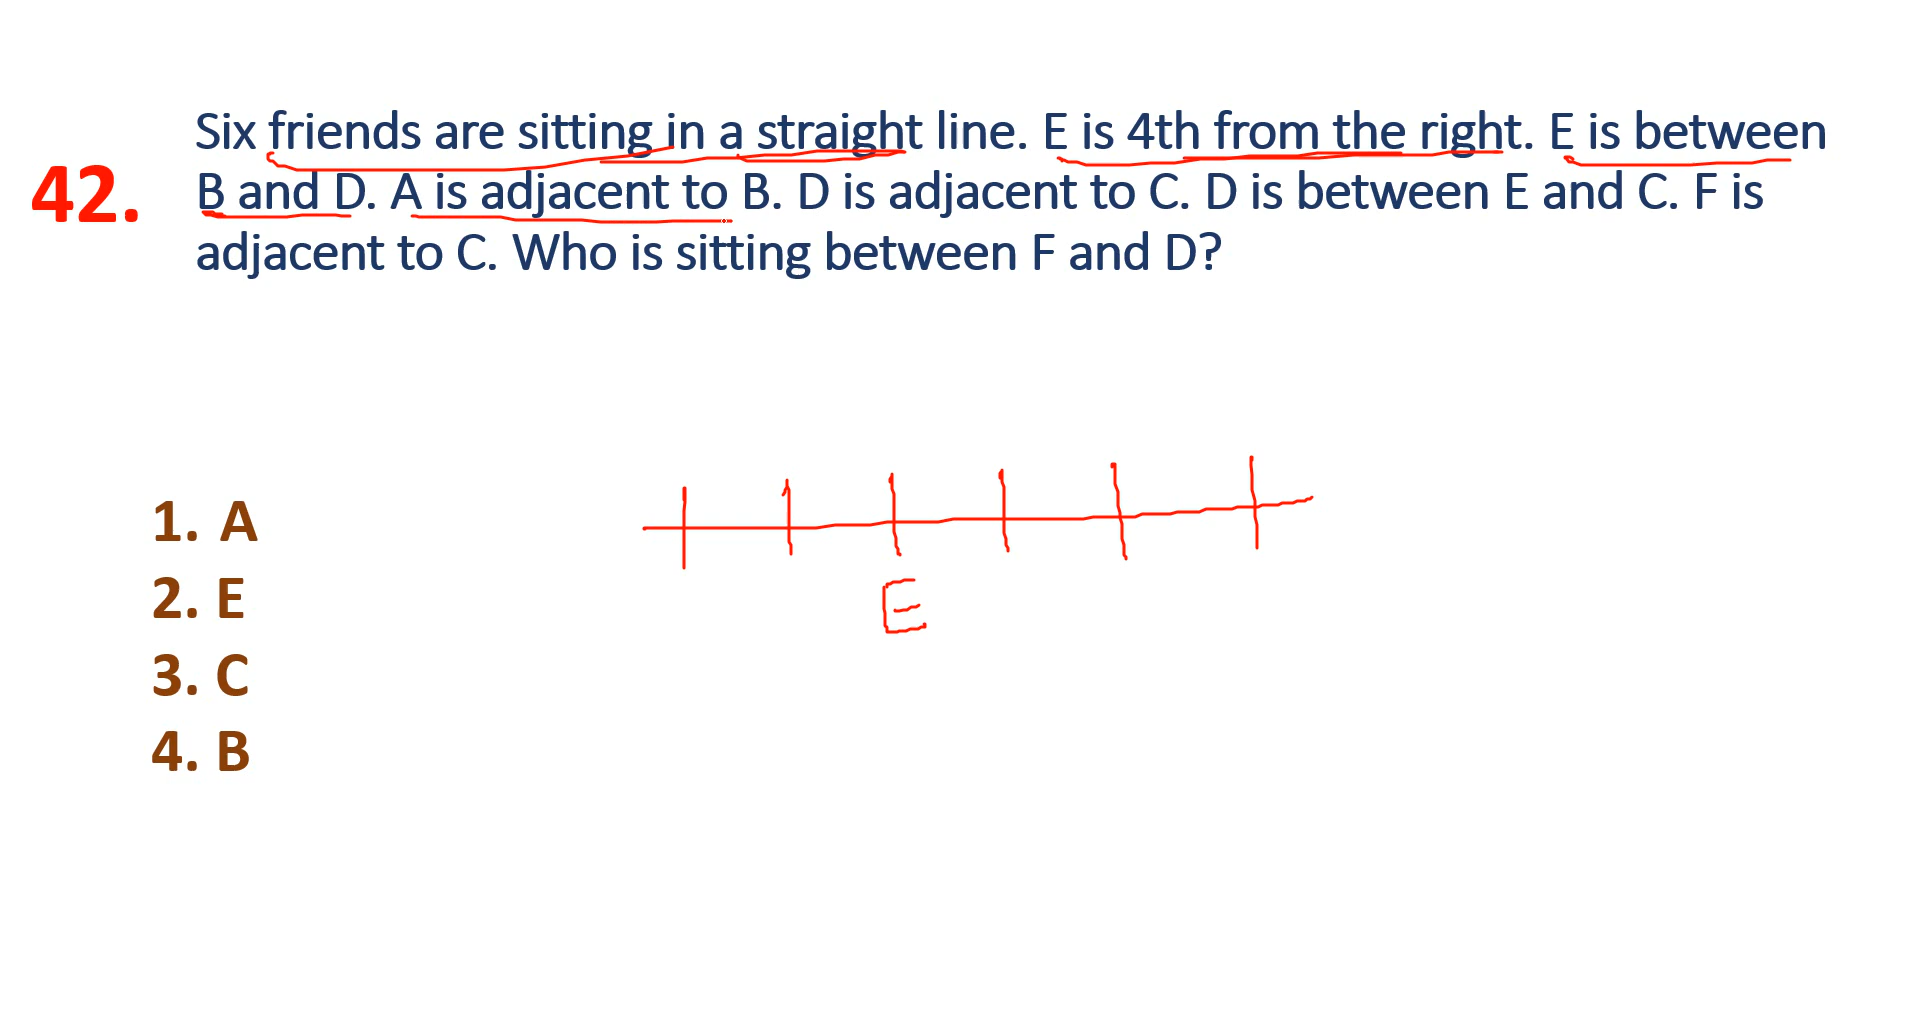 Six friends are sitting in a straight line. E is 4th from the right. E is between
42.
B and D. A is adjacent to B. D is adjacent to C. D is between E and C. F is
adjacent to C. Who is sitting between F and D?
1. A
2. E
3. C
4. B
E